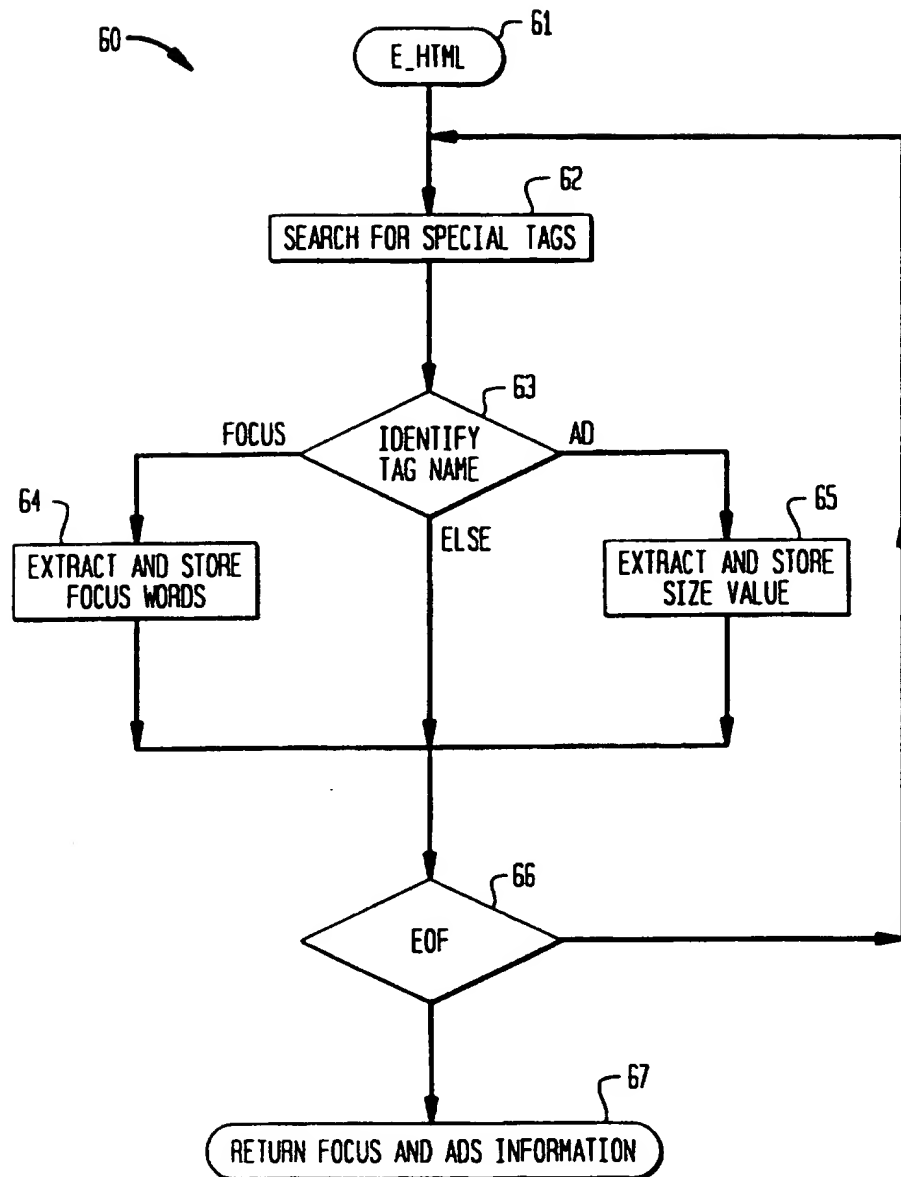 60
61
E_HTML
62
SEARCH FOR SPECIAL TAGS
63
FOCUS
IDENTIFY
TAG NAME
AD
64
ELSE
65
EXTRACT AND STORE
FOCUS WORDS
EXTRACT AND STORE
SIZE VALUE
66
EOF
67
RETURN FOCUS AND ADS INFORMATION